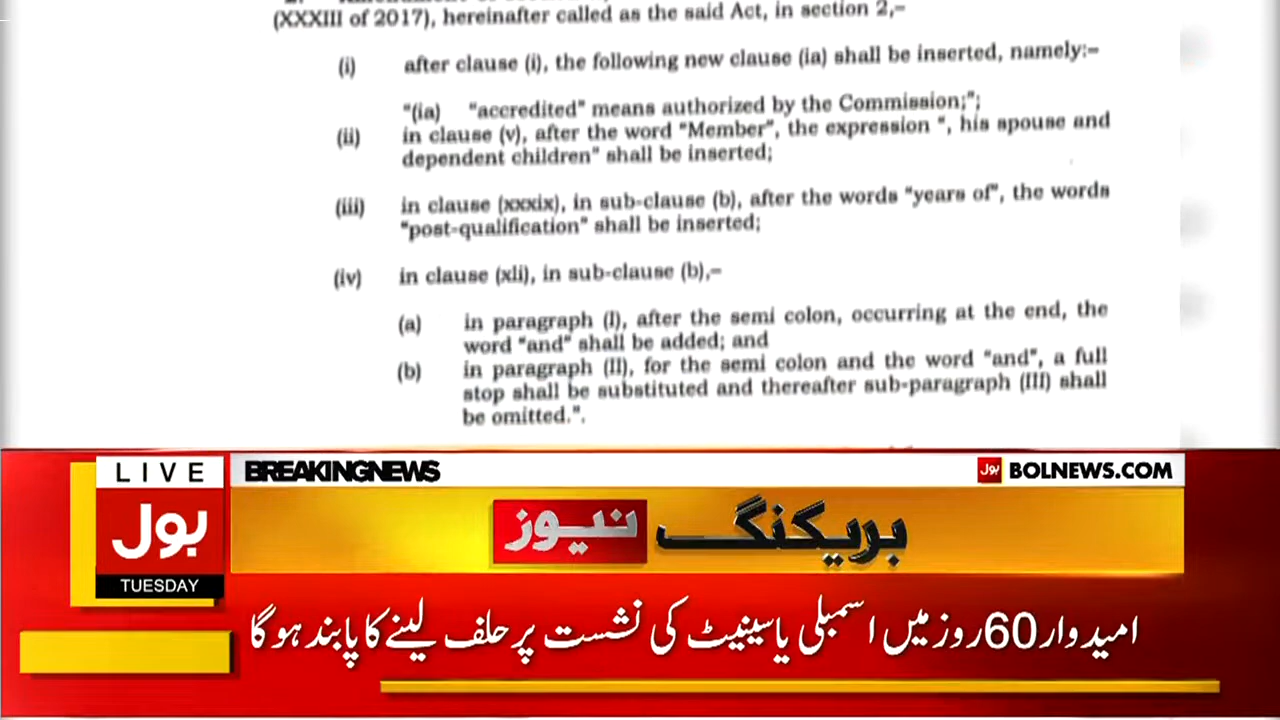 (XXXIII of 2017), hereinafter called as the said Act, in section 2,-
(i) after clause (i), the following new clause (ia) shall be inserted, namely:-
"(ia) "accredited" means authorized by the Commission;";
(ii) in clause (v), after the word "Member", the expression ", his spouse and
dependent children" shall be inserted;
(iii) in clause (xxxix), in sub-clause (b), after the words "years of", the words
"post-qualification" shall be inserted;
(iv) in clause (xli), in sub-clause (b),-
(a) in paragraph (I), after the semi colon, occurring at the end, the
word "and" shall be added; and
(b) in paragraph (II), for the semi colon and the word "and", a full
stop shall be substituted and thereafter sub-paragraph (III) shall
be omitted.".
LIVE
BREAKINGNEWS
بول BOLNEWS.COM
بول
بریکنگ نیوز
TUESDAY
امیدوار 60 روز میں اسمبلی یا سینیٹ کی نشست پر حلف لینے کا پابند ہوگا